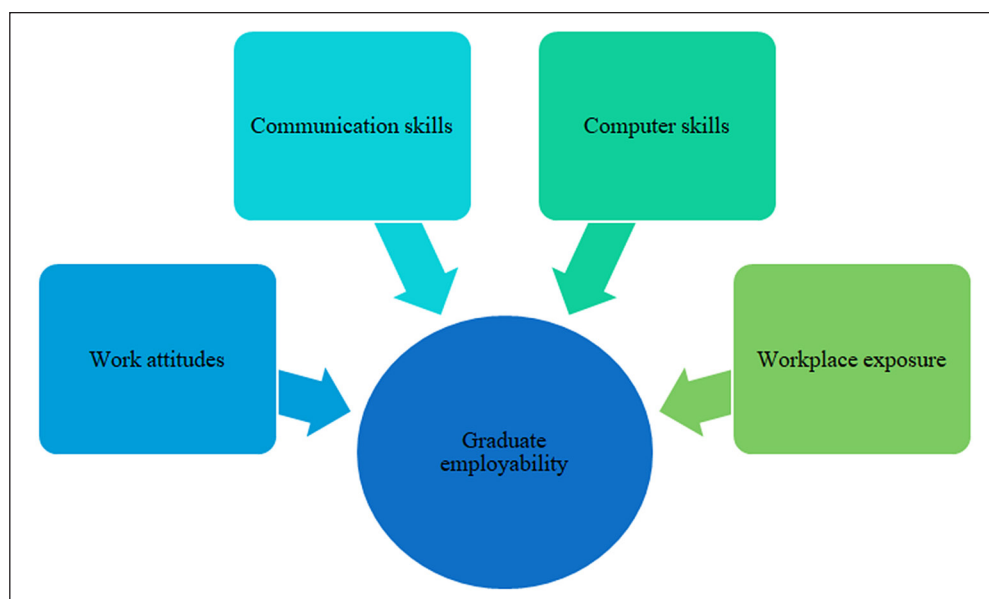 Communication skills
Computer skills
Work attitudes
Workplace exposure
Graduate
employability